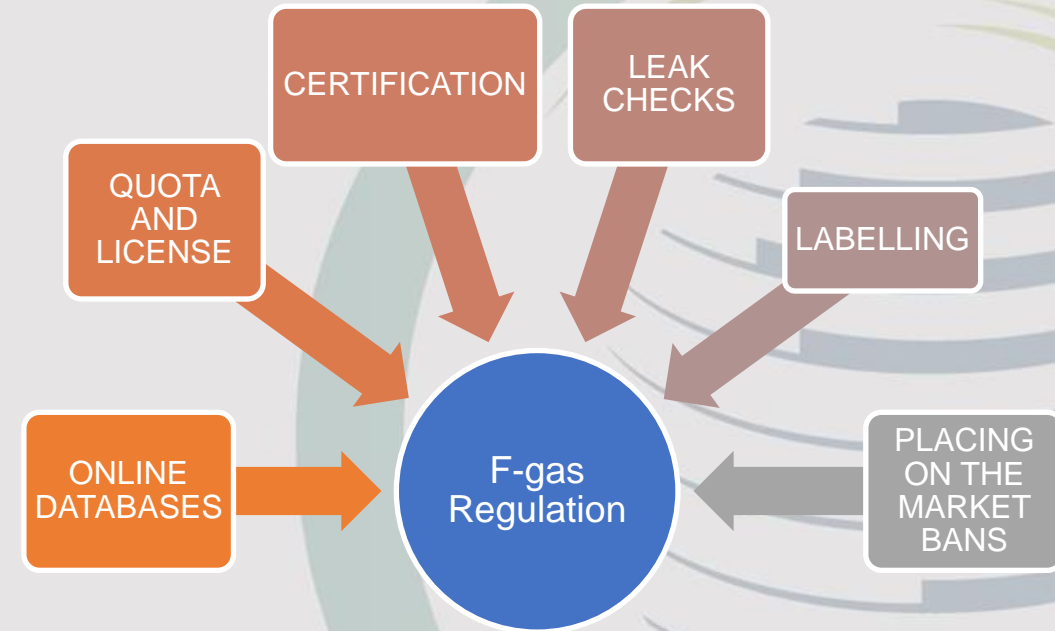 CERTIFICATION
LEAK
CHECKS
QUOTA
AND
LICENSE
LABELLING
ONLINE
DATABASES
F-gas
Regulation
PLACING
ON THE
MARKET
BANS